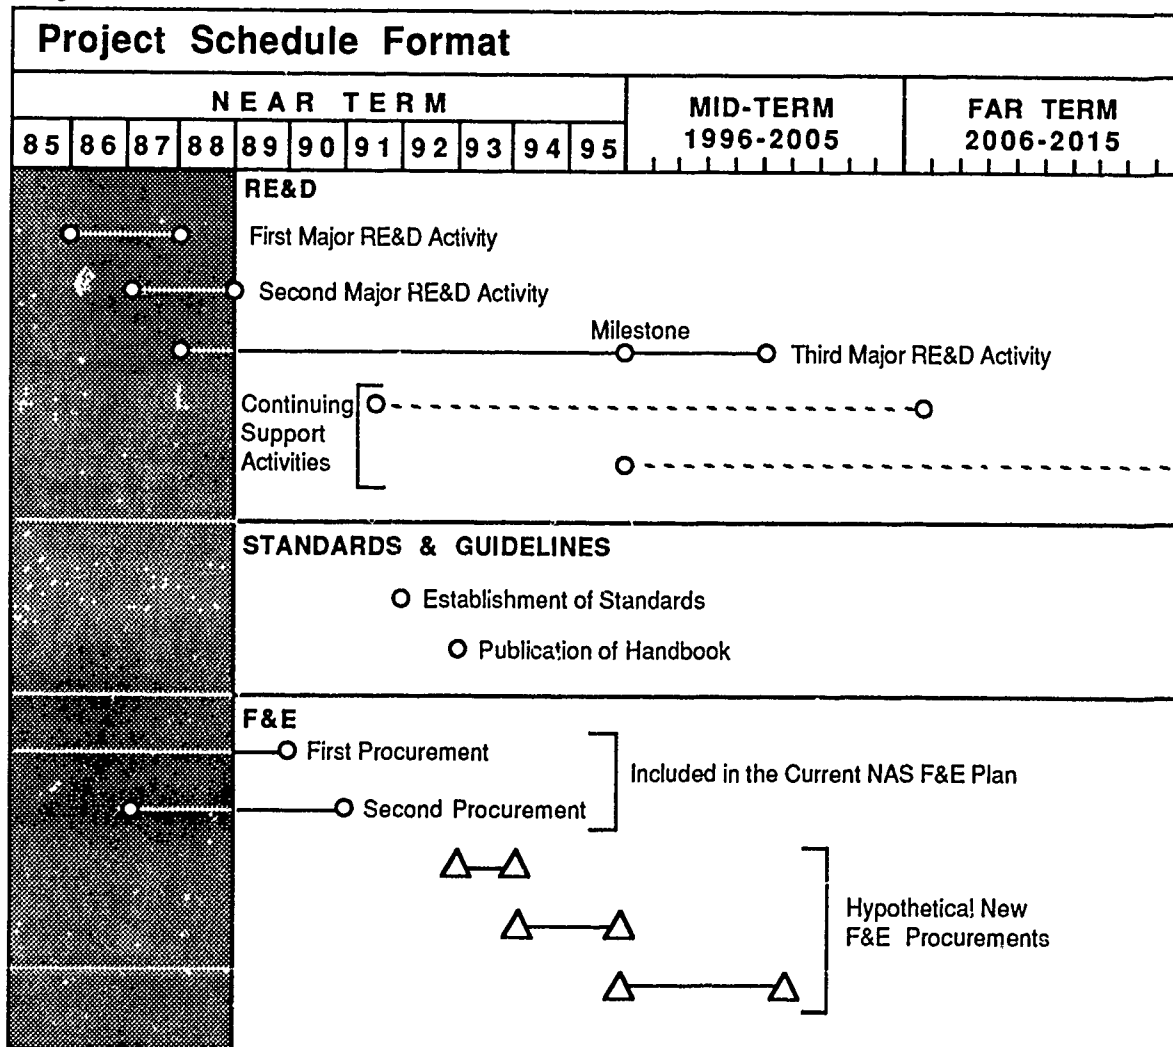 Project Schedule Format
NEAR TERM
MID-TERM
1996-2005
FAR TERM
2006-2015
85 86 87 88 89 90 91 92 93 94 95
RE&D
First Major RE&D Activity
Second Major RE&D Activity
Milestone
Third Major RE&D Activity
Continuing
Support
Activities
STANDARDS & GUIDELINES
Establishment of Standards
Publication of Handbook
F&E
First Procurement
Second Procurement
Included in the Current NAS F&E Plan
Hypothetical New
F&E Procurements